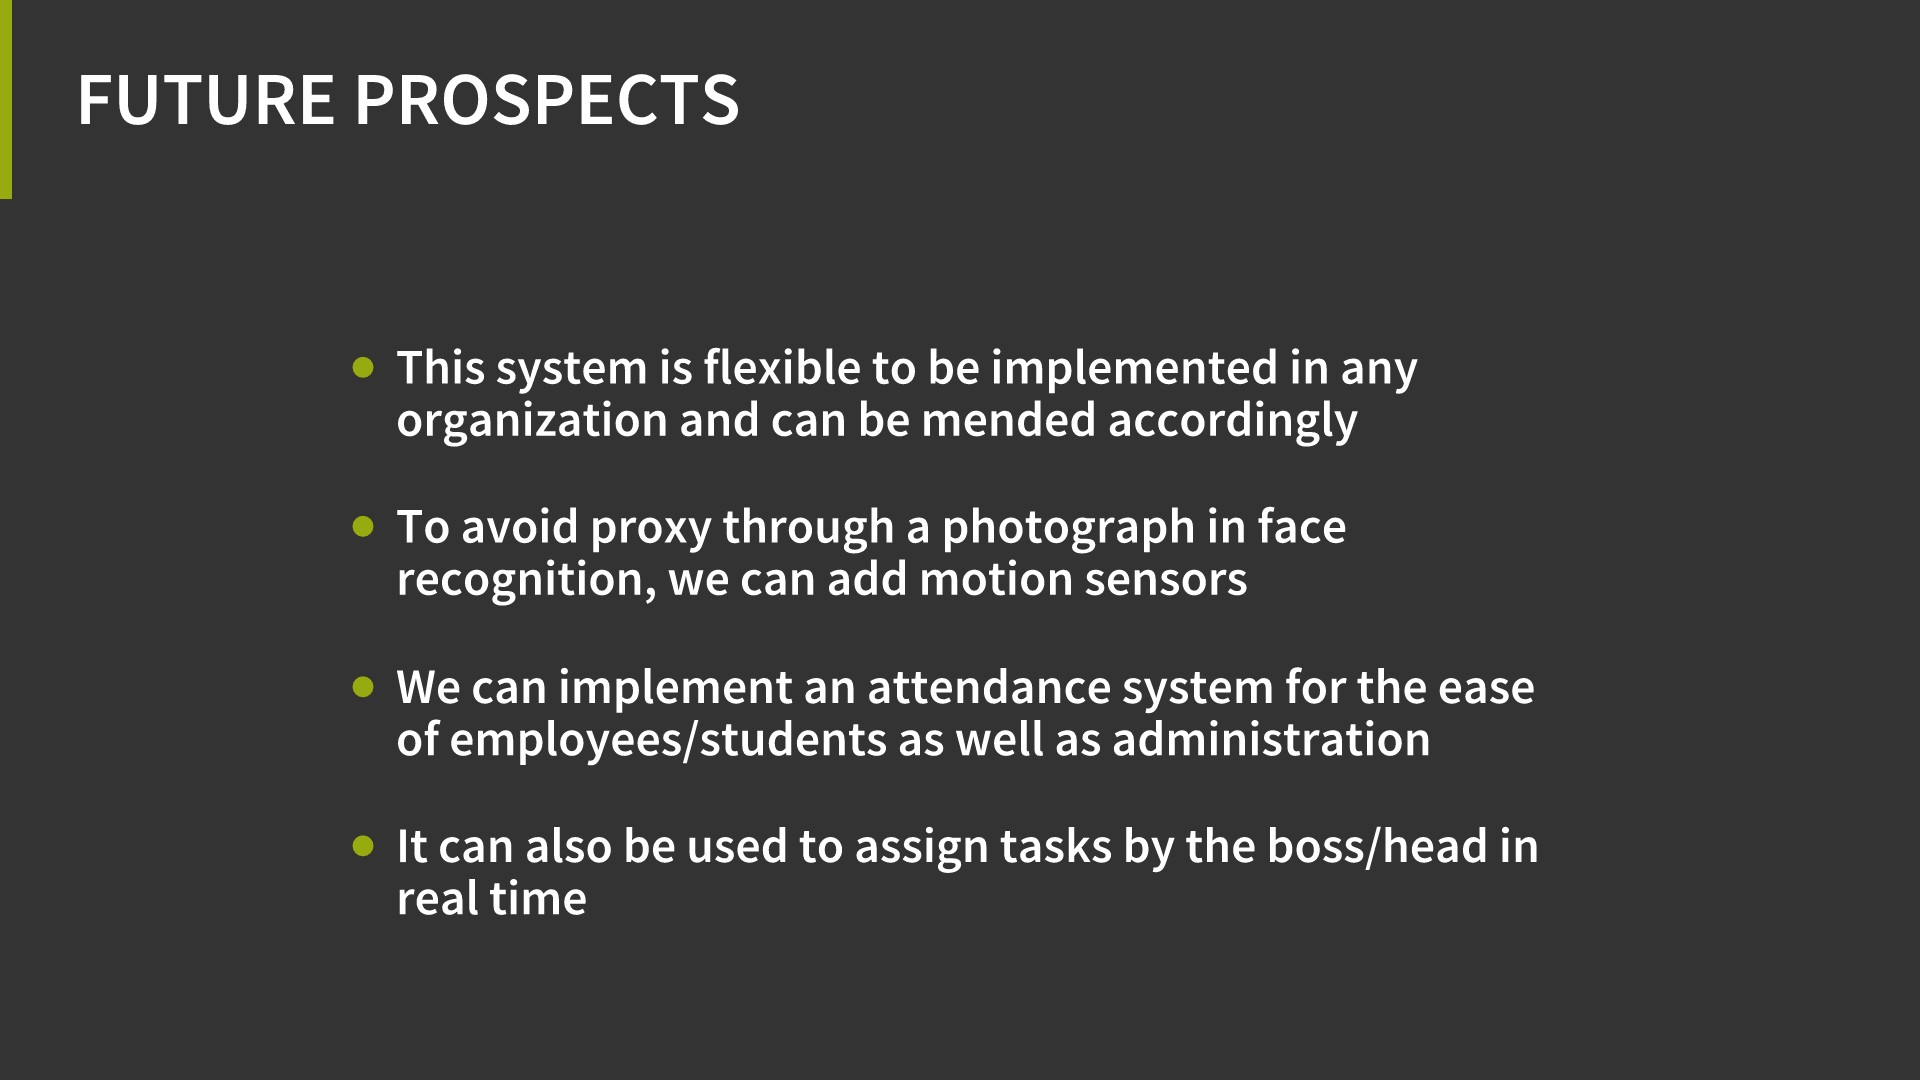 FUTURE PROSPECTS
This system is flexible to be implemented in any
organization and can be mended accordingly
To avoid proxy through a photograph in face
recognition, we can add motion sensors
We can implement an attendance system for the ease
of employees/students as well as administration
It can also be used to assign tasks by the boss/head in
real time